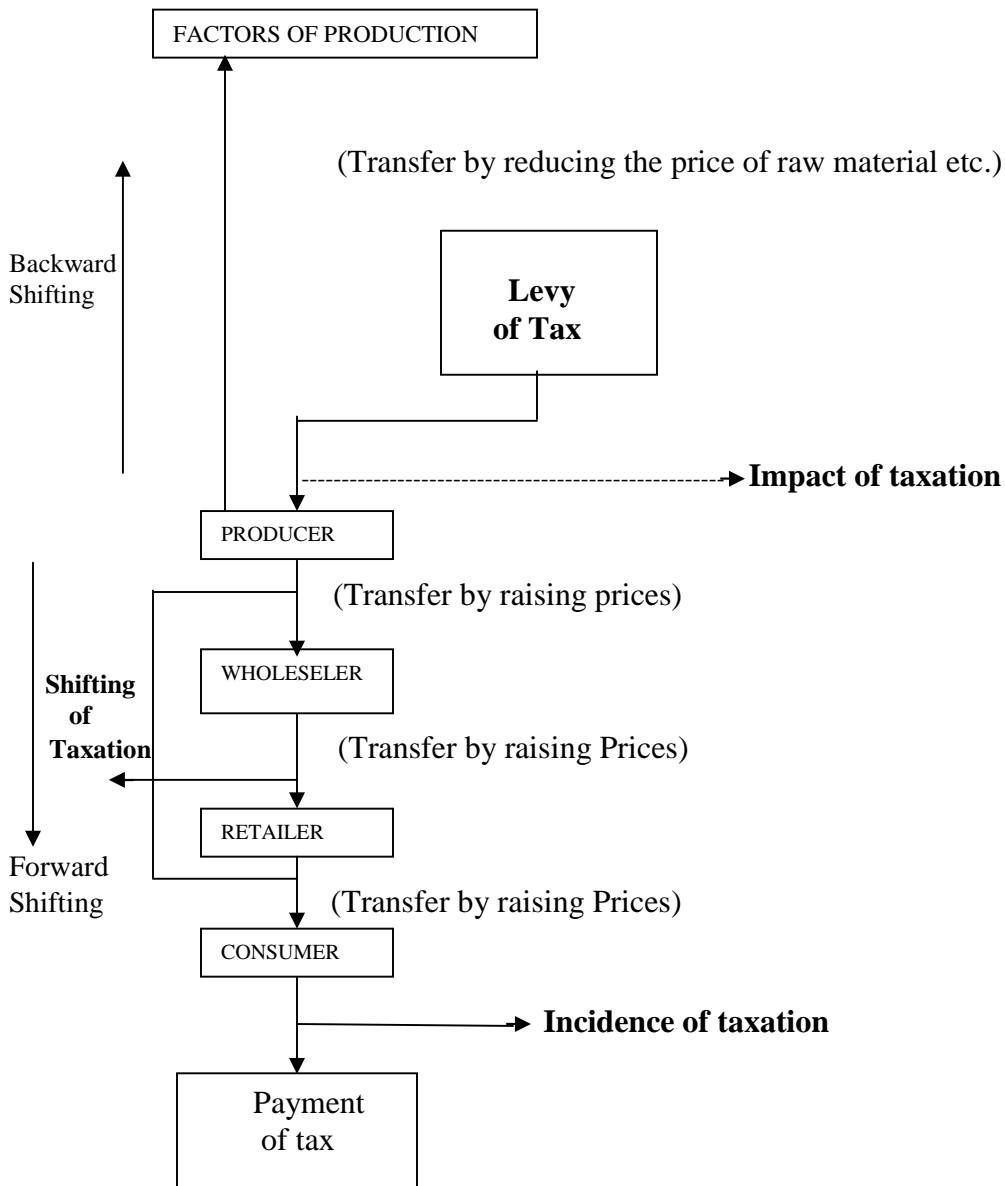 FACTORS OF PRODUCTION
(Transfer by reducing the price of raw material etc.)
Backward
Shifting
Levy
of Tax
Impact of taxation
PRODUCER
(Transfer by raising prices)
WHOLESELER
Shifting
of
Taxation
(Transfer by raising Prices)
RETAILER
Forward
Shifting
(Transfer by raising Prices)
CONSUMER
Incidence of taxation
Payment
of tax